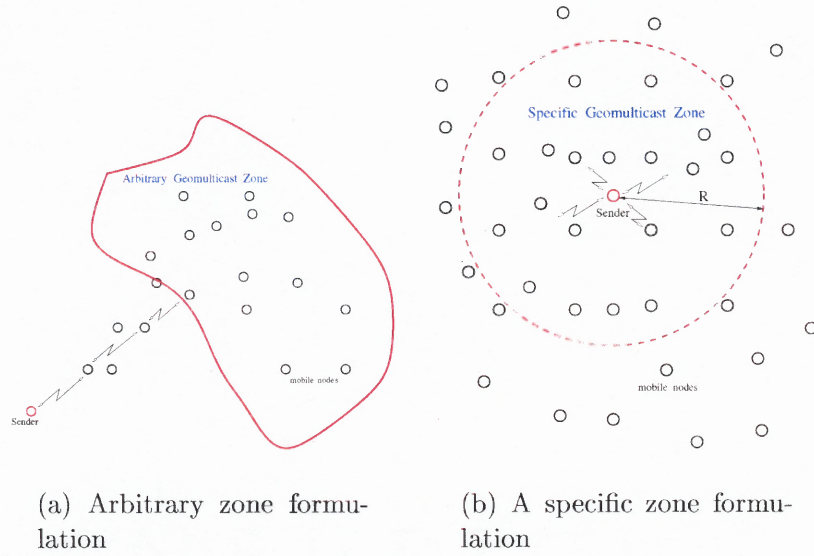 Arbitrary Geomulticast Zone
mobile nodes
Sender
Specific Geomulticast Zone
R
Sender
mobile nodes
(a) Arbitrary zone formu-
lation
(b) A specific zone formu-
lation